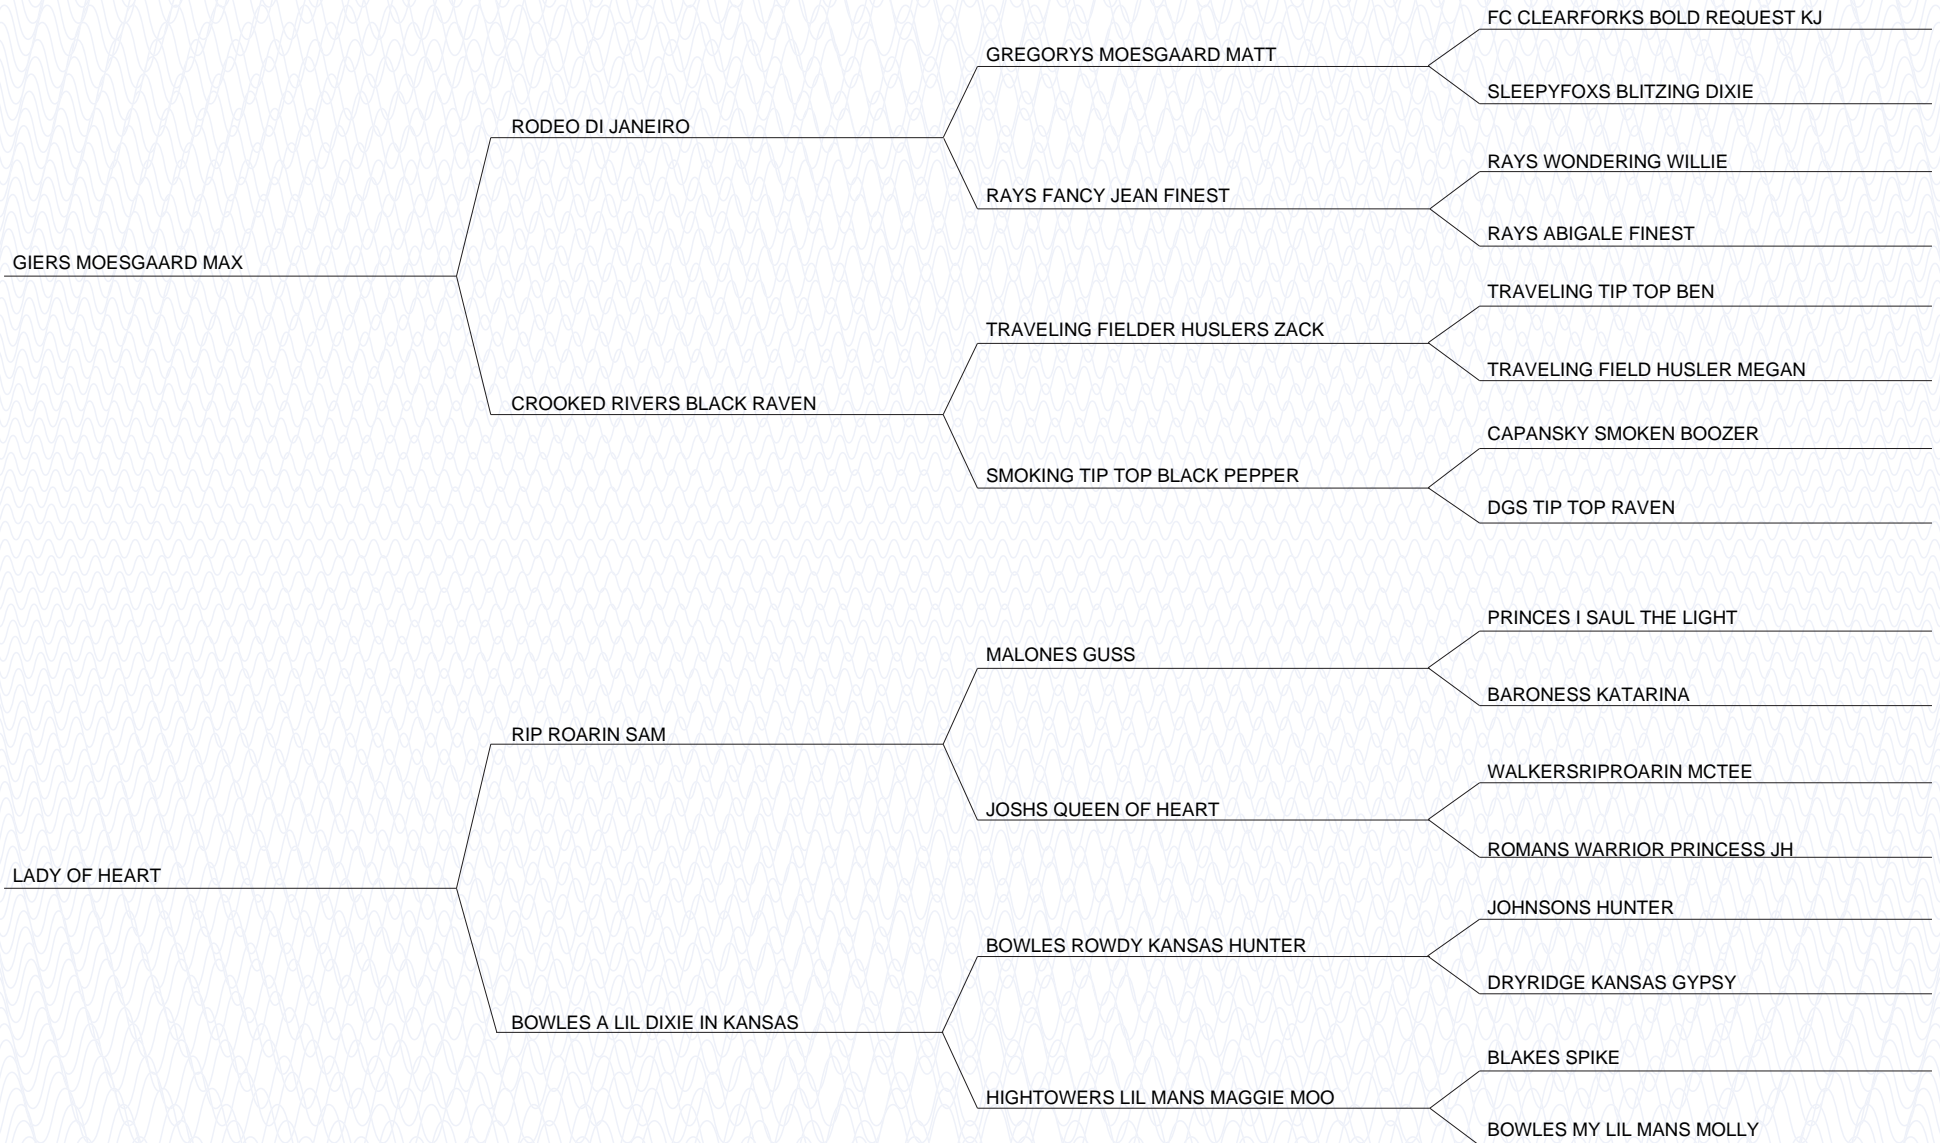 FC CLEARFORKS BOLD REQUEST KJ
GREGORYS MOESGAARD MATT
SLEEPYFOXS BLITZING DIXIE
RODEO DI JANEIRO
RAYS WONDERING WILLIE
RAYS FANCY JEAN FINEST
RAYS ABIGALE FINEST
GIERS MOESGAARD MAX
TRAVELING TIP TOP BEN
TRAVELING FIELDER HUSLERS ZACK
TRAVELING FIELD HUSLER MEGAN
CROOKED RIVERS BLACK RAVEN
CAPANSKY SMOKEN BOOZER
SMOKING TIP TOP BLACK PEPPER
DGS TIP TOP RAVEN
PRINCES I SAUL THE LIGHT
MALONES GUSS
BARONESS KATARINA
RIP ROARIN SAM
WALKERSRIPROARIN MCTEE
JOSHS QUEEN OF HEART
ROMANS WARRIOR PRINCESS JH
LADY OF HEART
JOHNSONS HUNTER
BOWLES ROWDY KANSAS HUNTER
DRYRIDGE KANSAS GYPSY
BOWLES A LIL DIXIE IN KANSAS
BLAKES SPIKE
HIGHTOWERS LIL MANS MAGGIE MOO
BOWLES MY LIL MANS MOLLY